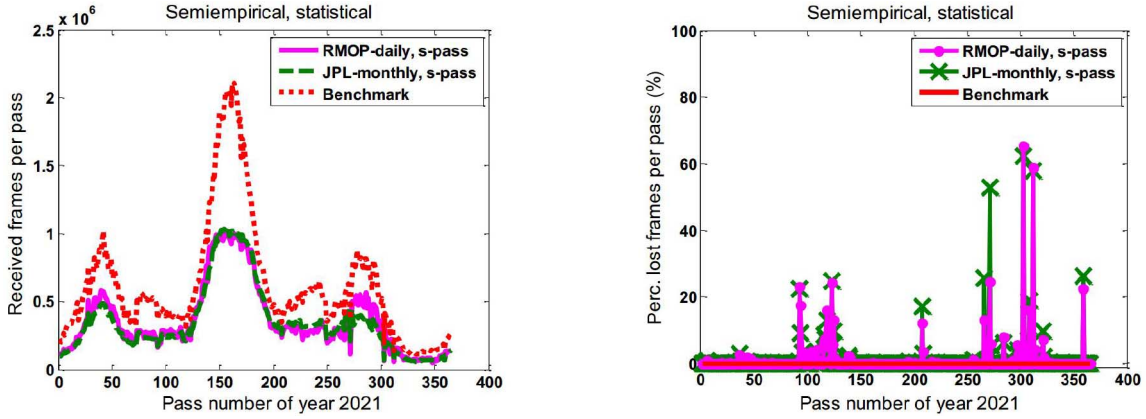 Semiempirical, statistical
x 10^6
2.5
2
1.5
1
0.5
0
Received frames per pass
RMOP-daily, s-pass
JPL-monthly, s-pass
Benchmark
0 50 100 150 200 250 300 350 400
Pass number of year 2021
Semiempirical, statistical
100
80
60
40
20
0
Perc. lost frames per pass (%)
RMOP-daily, s-pass
JPL-monthly, s-pass
Benchmark
0 50 100 150 200 250 300 350 400
Pass number of year 2021